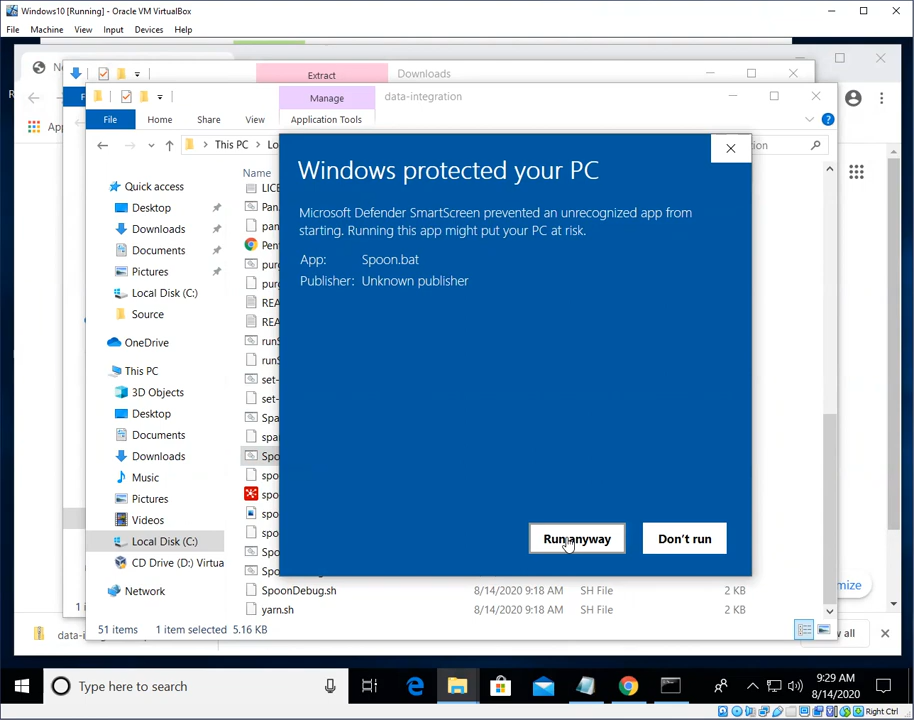 Windows10 [Running] - Oracle VM VirtualBox
File Machine View Input Devices Help
Extract Downloads
Manage data-integration
File Home Share View Application Tools
This PC
Name
Quick access
Desktop
Downloads
Documents
Pictures
Local Disk (C:)
Source
OneDrive
This PC
3D Objects
Desktop
Documents
Downloads
Music
Pictures
Videos
Local Disk (C:)
CD Drive (D:) Virtua
Network
Windows protected your PC
Microsoft Defender SmartScreen prevented an unrecognized app from
starting. Running this app might put your PC at risk.
App: Spoon.bat
Publisher: Unknown publisher
Run anyway Don't run
SpoonDebug.sh 8/14/2020 9:18 AM SH File 2 KB
yarn.sh 8/14/2020 9:18 AM SH File 2 KB
51 items 1 item selected 5.16 KB
Type here to search
9:29 AM
8/14/2020
Right Ctrl